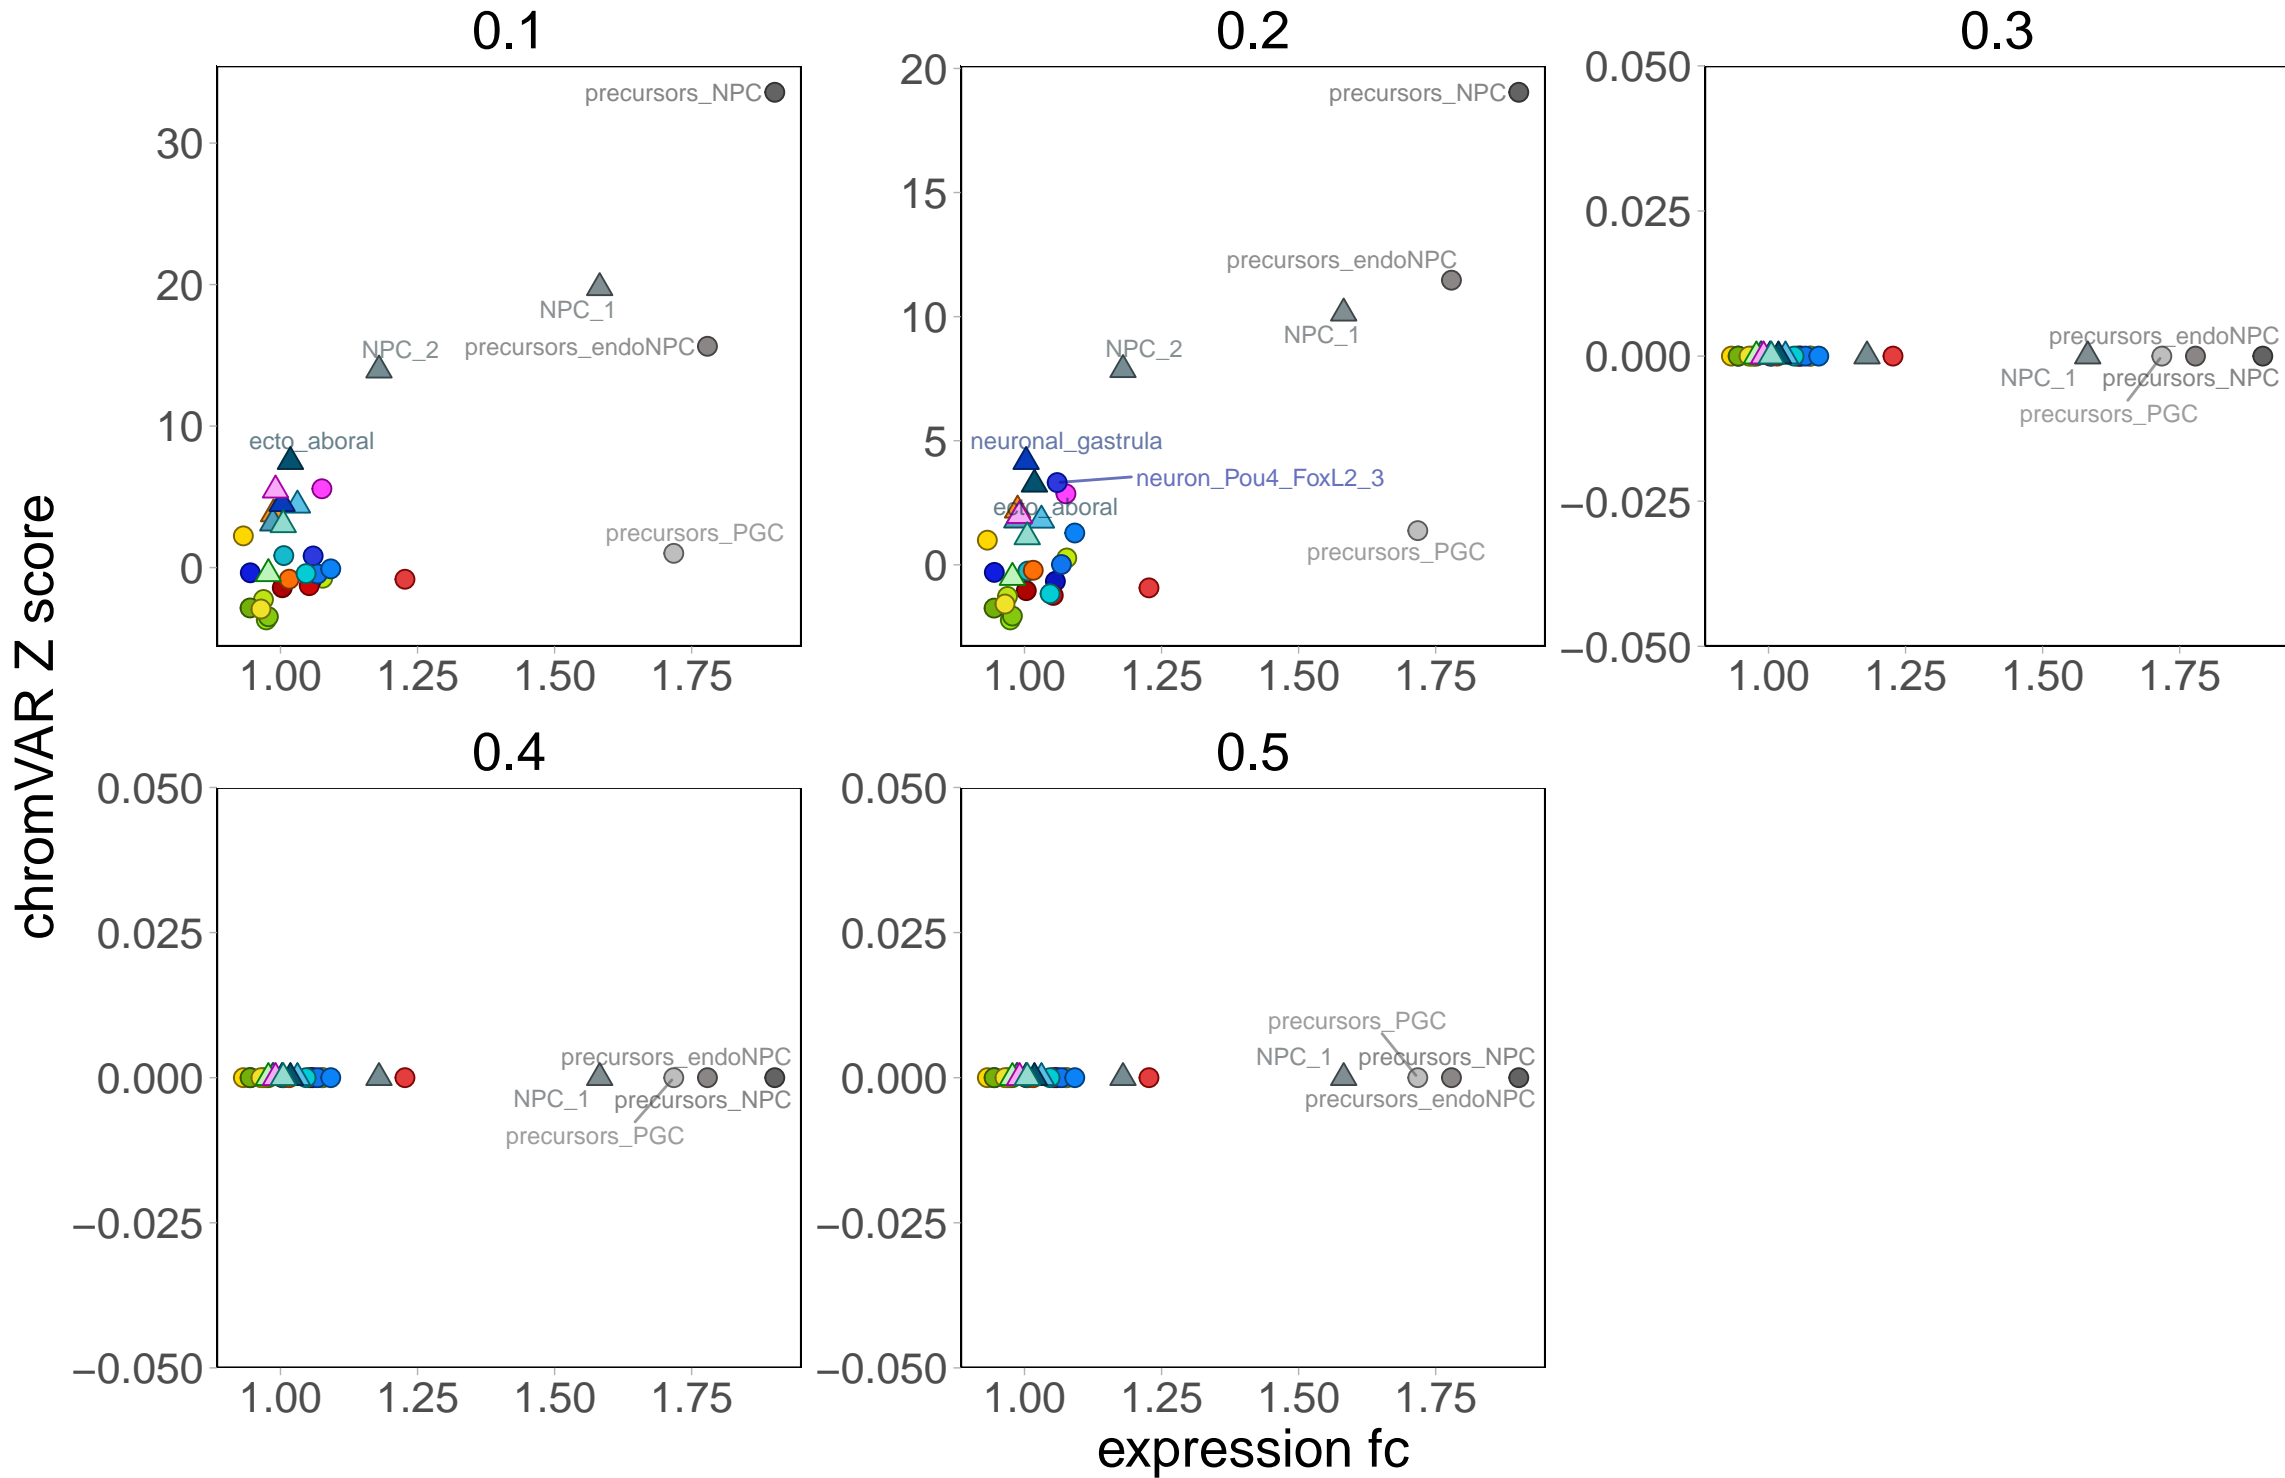 0.1
0.2
0.3
chromVAR Z score
30
20
10
0
precursors_NPC
NPC_1
NPC_2
precursors_endoNPC
ecto_aboral
precursors_PGC
1.00
1.25
1.50
1.75
20
15
10
5
0
precursors_NPC
precursors_endoNPC
NPC_1
NPC_2
neuronal_gastrula
neuron_Pou4_FoxL2_3
ecto_aboral
precursors_PGC
1.00
1.25
1.50
1.75
0.050
0.025
0.000
−0.025
−0.050
precursors_endoNPC
NPC_1
precursors_NPC
precursors_PGC
1.00
1.25
1.50
1.75
0.4
0.5
0.050
0.025
0.000
−0.025
−0.050
precursors_endoNPC
NPC_1
precursors_NPC
precursors_PGC
1.00
1.25
1.50
1.75
0.050
0.025
0.000
−0.025
−0.050
precursors_PGC
NPC_1
precursors_NPC
precursors_endoNPC
1.00
1.25
1.50
1.75
expression fc